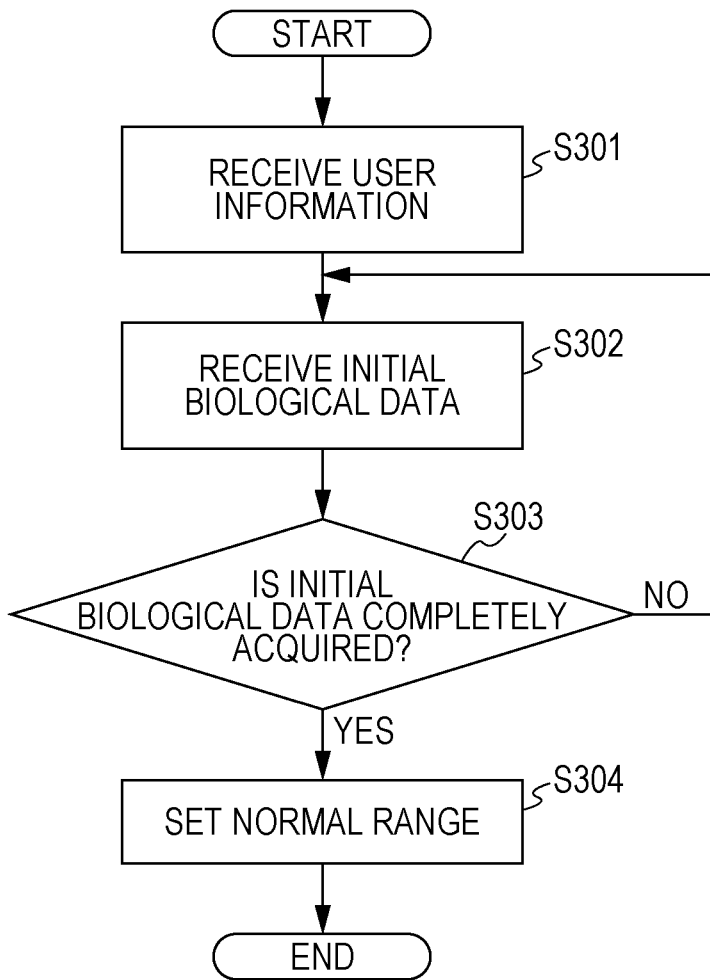 START
RECEIVE USER
INFORMATION
S301
RECEIVE INITIAL
BIOLOGICAL DATA
S302
S303
IS INITIAL
BIOLOGICAL DATA COMPLETELY
ACQUIRED?
NO
YES
SET NORMAL RANGE
S304
END